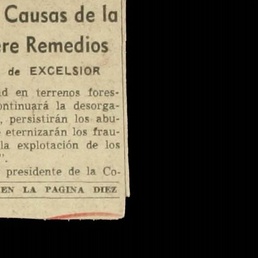 Causas de la
ere Remedios
de EXCELSIOR
ad en terrenos fores-
ontinuará la desorga-
, persistirán los abu-
e eternizarán los frau-
la explotación de los
".
presidente de la Co-
EN LA PAGINA DIEZ